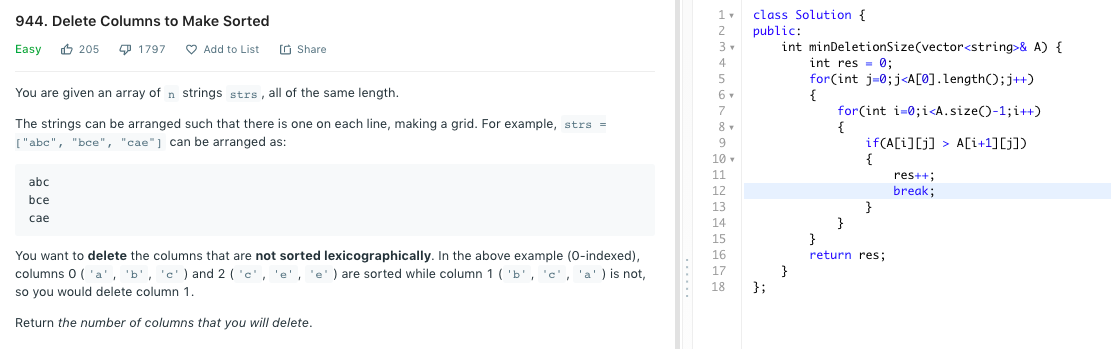 944. Delete Columns to Make Sorted
Easy 205 1797 Add to List Share
You are given an array of n strings strs, all of the same length.
The strings can be arranged such that there is one on each line, making a grid. For example, strs =
["abc", "bce", "cae"] can be arranged as:
abc
bce
cae
You want to delete the columns that are not sorted lexicographically. In the above example (0-indexed),
columns 0 ('a', 'b', 'c') and 2 ('c', 'e', 'e') are sorted while column 1 ('b', 'c', 'a') is not,
so you would delete column 1.
Return the number of columns that you will delete.
1 class Solution {
2 public:
3     int minDeletionSize(vector<string>& A) {
4         int res = 0;
5         for(int j=0;j<A[0].length();j++)
6         {
7             for(int i=0;i<A.size()-1;i++)
8             {
9                 if(A[i][j] > A[i+1][j])
10                 {
11                     res++;
12                     break;
13                 }
14             }
15         }
16         return res;
17     }
18 };